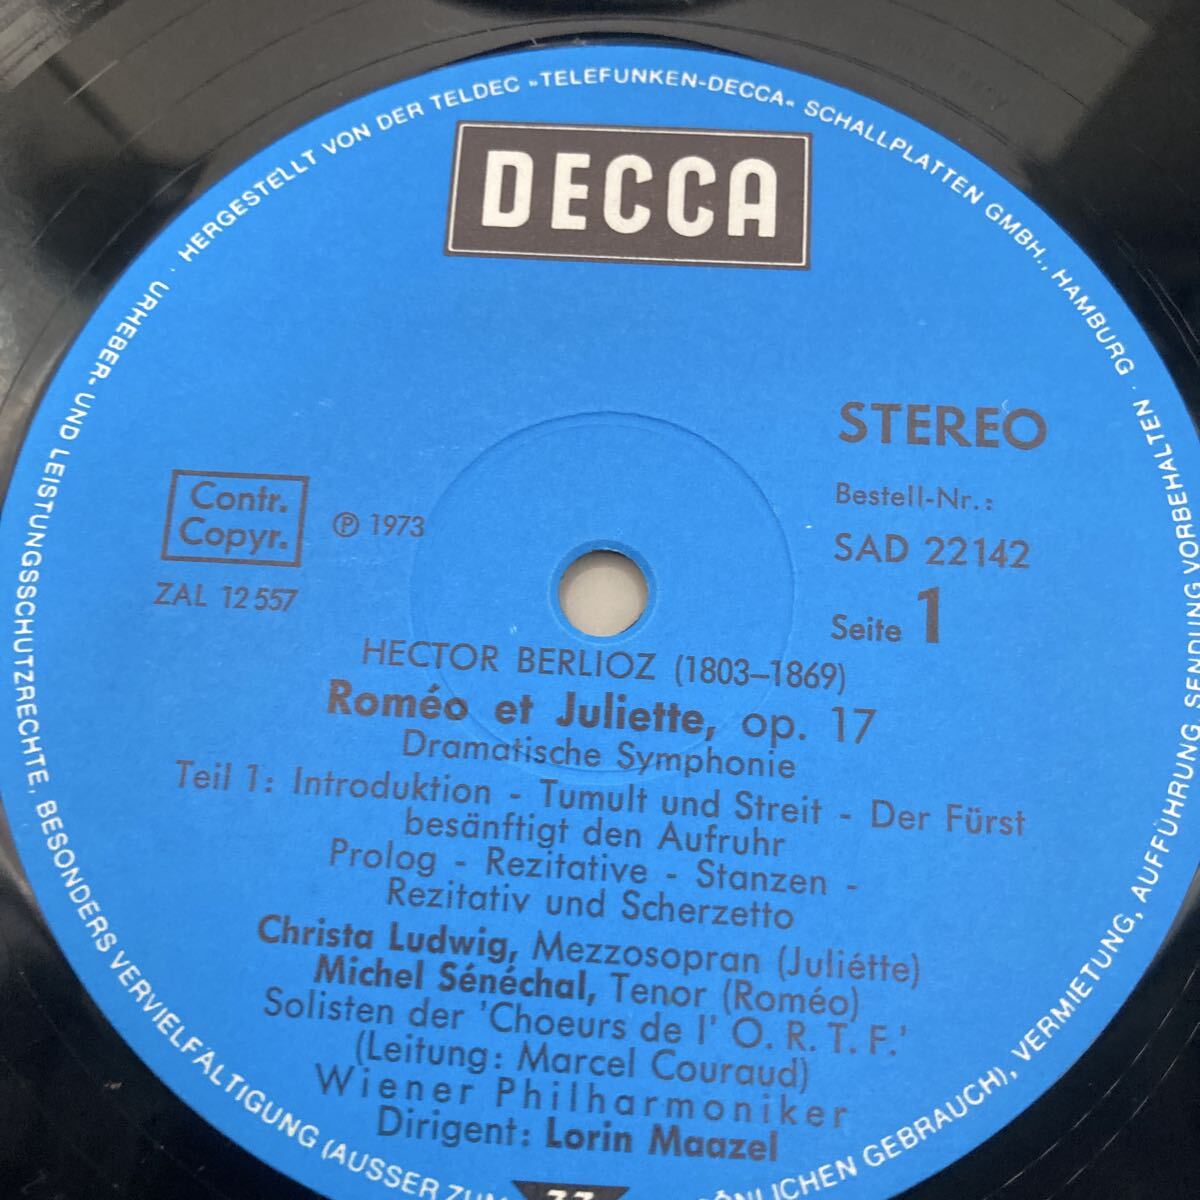 HERGESTELLT VON DER TELDEC »TELEFUNKEN-DECCA« SCHALLPLATTEN GMBH., HAMBURG · 
URHEBER- UND LEISTUNGSSCHUTZRECHTE, BESONDERS VERVIELFÄLTIGUNG (AUSSER ZUM
SÖNLICHEN GEBRAUCH), VERMIETUNG, AUFFÜHRUNG, SENDUNG VORBEHALTEN ·
DECCA
STEREO
Bestell-Nr.:
SAD 22142
Seite 1
Contr.
Copyr.
℗ 1973
ZAL 12 557
HECTOR BERLIOZ (1803–1869)
Roméo et Juliette, op. 17
Dramatische Symphonie
Teil 1: Introduktion - Tumult und Streit - Der Fürst
besänftigt den Aufruhr
Prolog - Rezitative - Stanzen -
Rezitativ und Scherzetto
Christa Ludwig, Mezzosopran (Juliétte)
Michel Sénéchal, Tenor (Roméo)
Solisten der 'Choeurs de l' O. R. T. F.'
(Leitung: Marcel Couraud)
Wiener Philharmoniker
Dirigent: Lorin Maazel